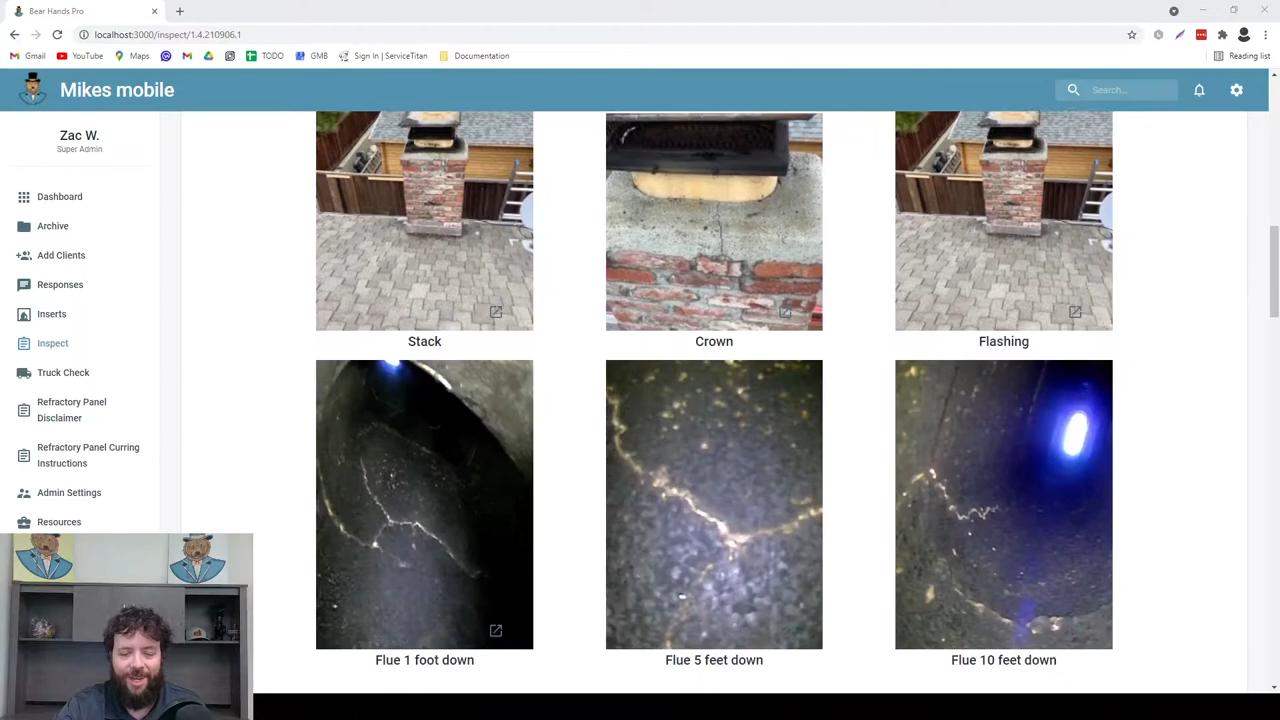 Bear Hands Pro
localhost:3000/inspect/1.4.210906.1
Gmail
YouTube
Maps
TODO
GMB
Sign In | ServiceTitan
Documentation
Reading list
Mikes mobile
Search...
Zac W.
Super Admin
Dashboard
Archive
Add Clients
Responses
Inserts
Inspect
Truck Check
Refractory Panel
Disclaimer
Refractory Panel Curring
Instructions
Admin Settings
Resources
Stack
Crown
Flashing
Flue 1 foot down
Flue 5 feet down
Flue 10 feet down